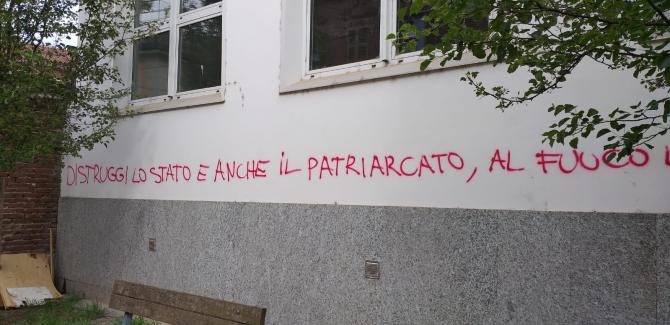 DISTRUGGI LO STATO E ANCHE IL PATRIARCATO, AL FUOCO